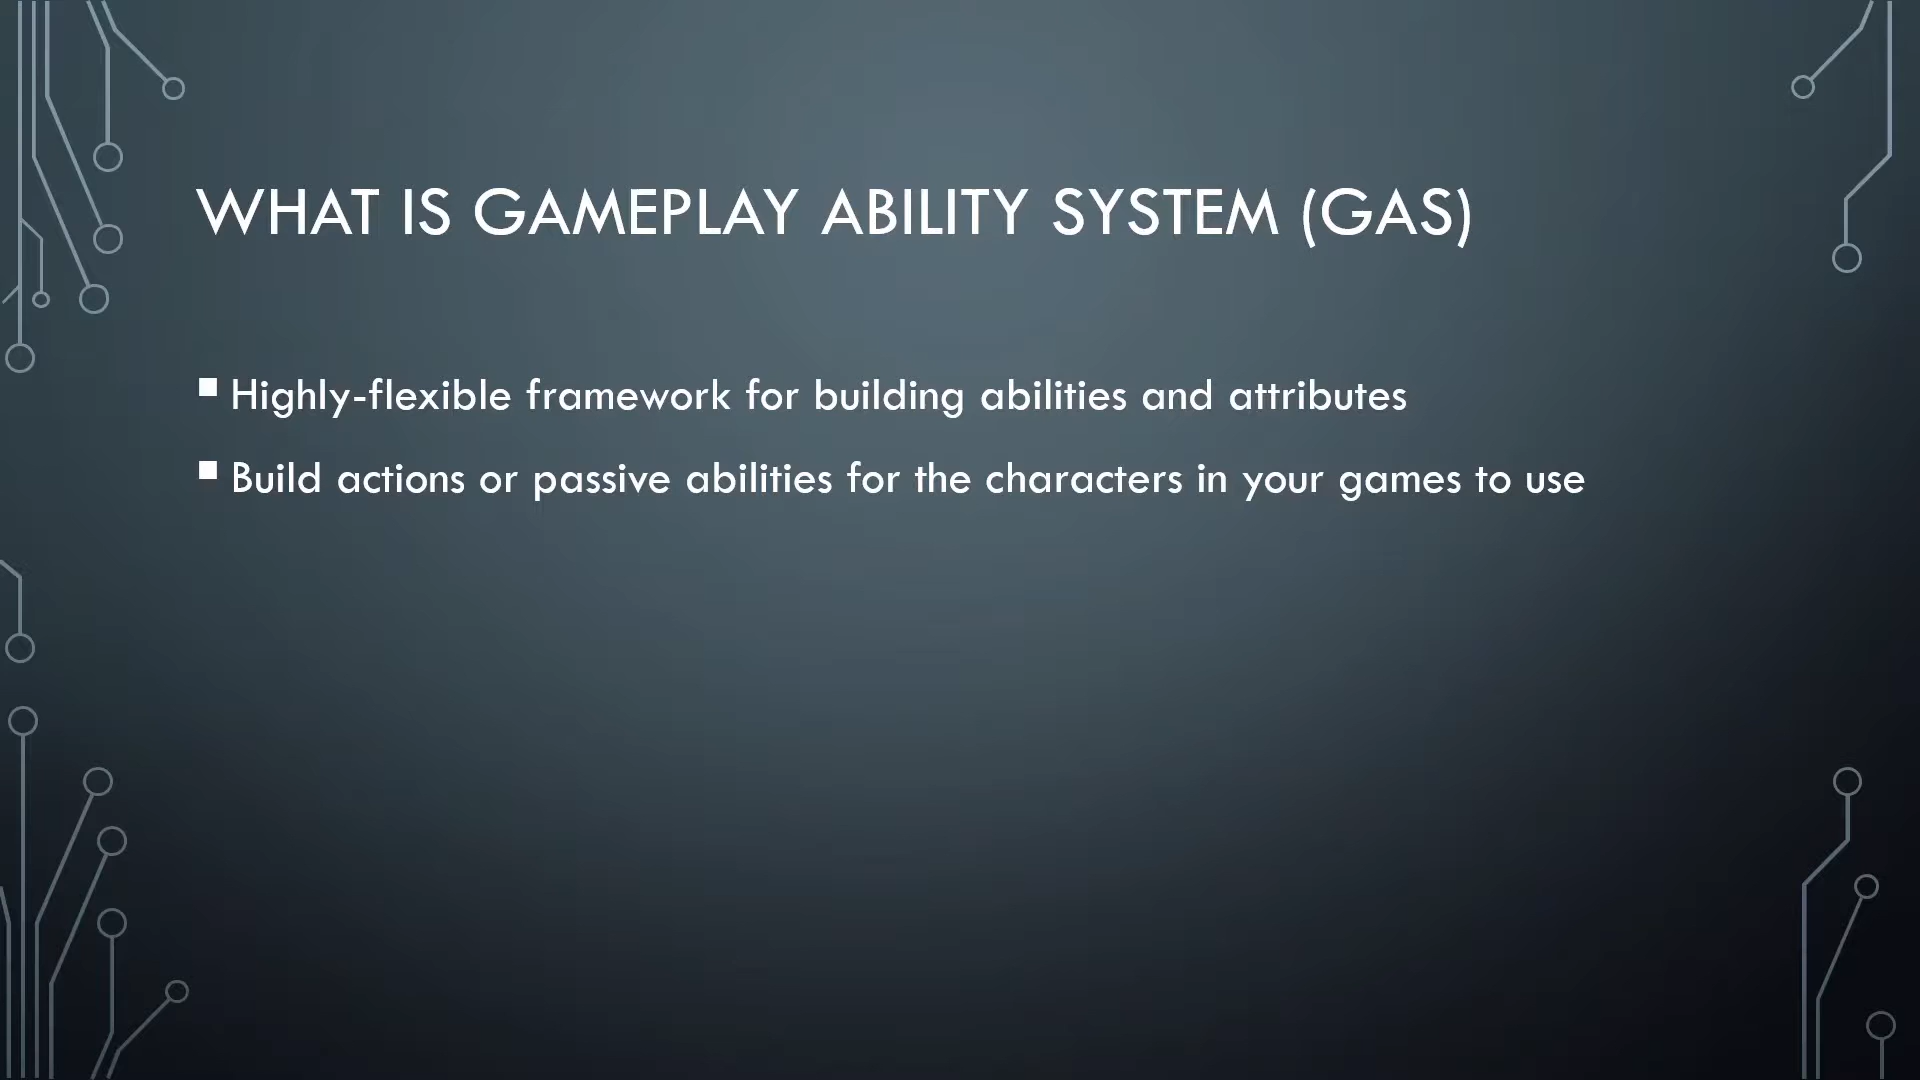 WHAT IS GAMEPLAY ABILITY SYSTEM (GAS)
Highly-flexible framework for building abilities and attributes
Build actions or passive abilities for the characters in your games to use